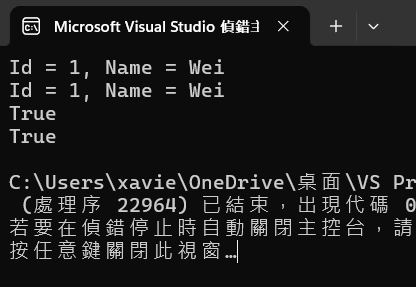 Microsoft Visual Studio 偵錯主
Id = 1, Name = Wei
Id = 1, Name = Wei
True
True
C:\Users\xavie\OneDrive\桌面\VS Pr
(處理序 22964) 已結束，出現代碼 0
若要在偵錯停止時自動關閉主控台，請
按任意鍵關閉此視窗…